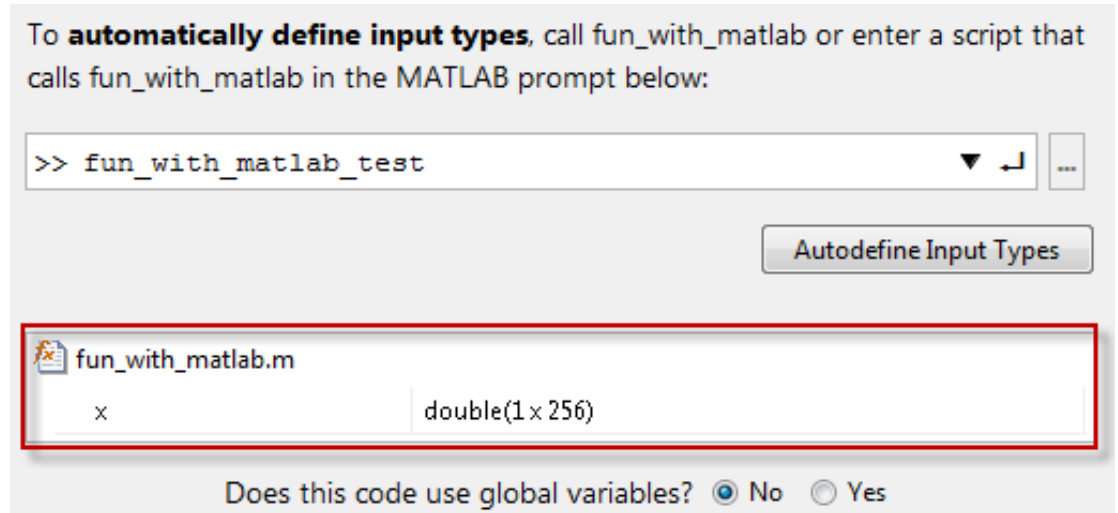 To automatically define input types, call fun_with_matlab or enter a script that
calls fun_with_matlab in the MATLAB prompt below:
>> fun_with_matlab_test
...
Autodefine Input Types
fun_with_matlab.m
x double(1 x 256)
Does this code use global variables? No Yes